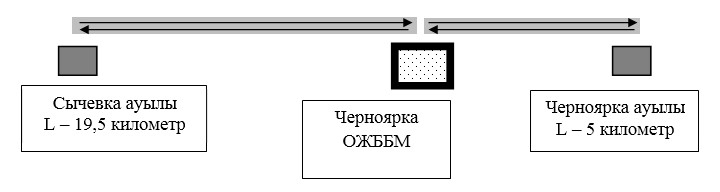 Сычевка ауылы
L – 19,5 километр
Черноярка
ОЖББМ
Черноярка ауылы
L – 5 километр